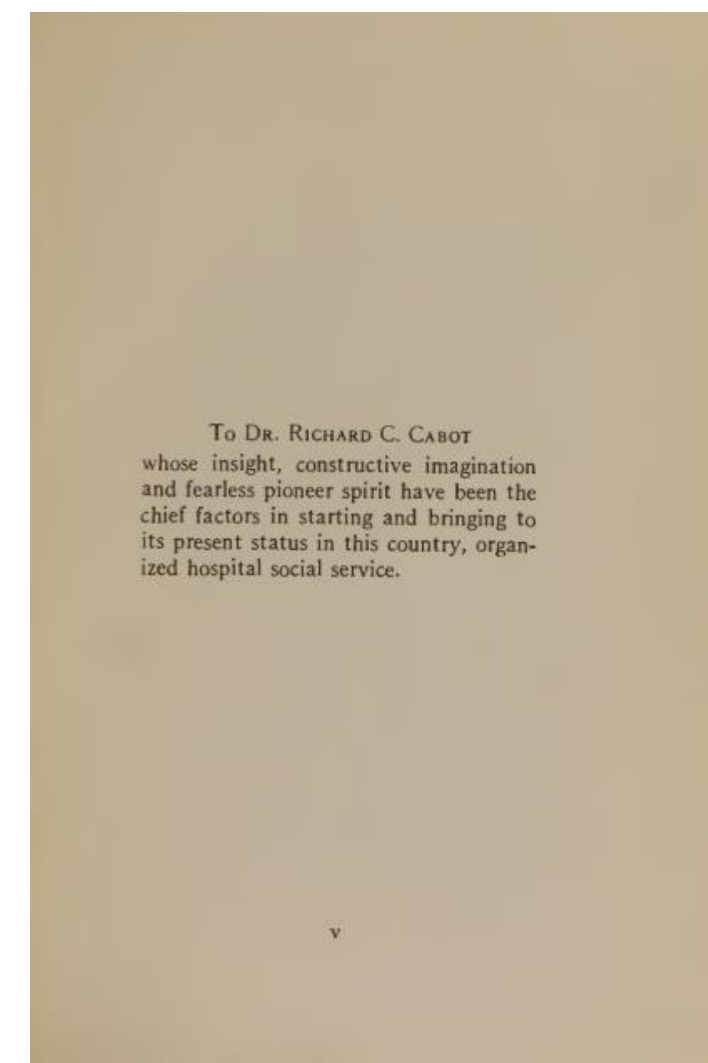 To Dr. Richard C. Cabot
whose insight, constructive imagination
and fearless pioneer spirit have been the
chief factors in starting and bringing to
its present status in this country, organ-
ized hospital social service.
v